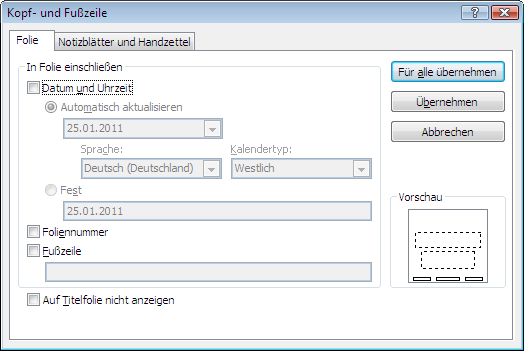 Kopf- und Fußzeile
Folie Notizblätter und Handzettel
In Folie einschließen
Datum und Uhrzeit
Automatisch aktualisieren
25.01.2011
Sprache: Kalendertyp:
Deutsch (Deutschland) Westlich
Fest
25.01.2011
Foliennummer
Fußzeile
Auf Titelfolie nicht anzeigen
Für alle übernehmen
Übernehmen
Abbrechen
Vorschau